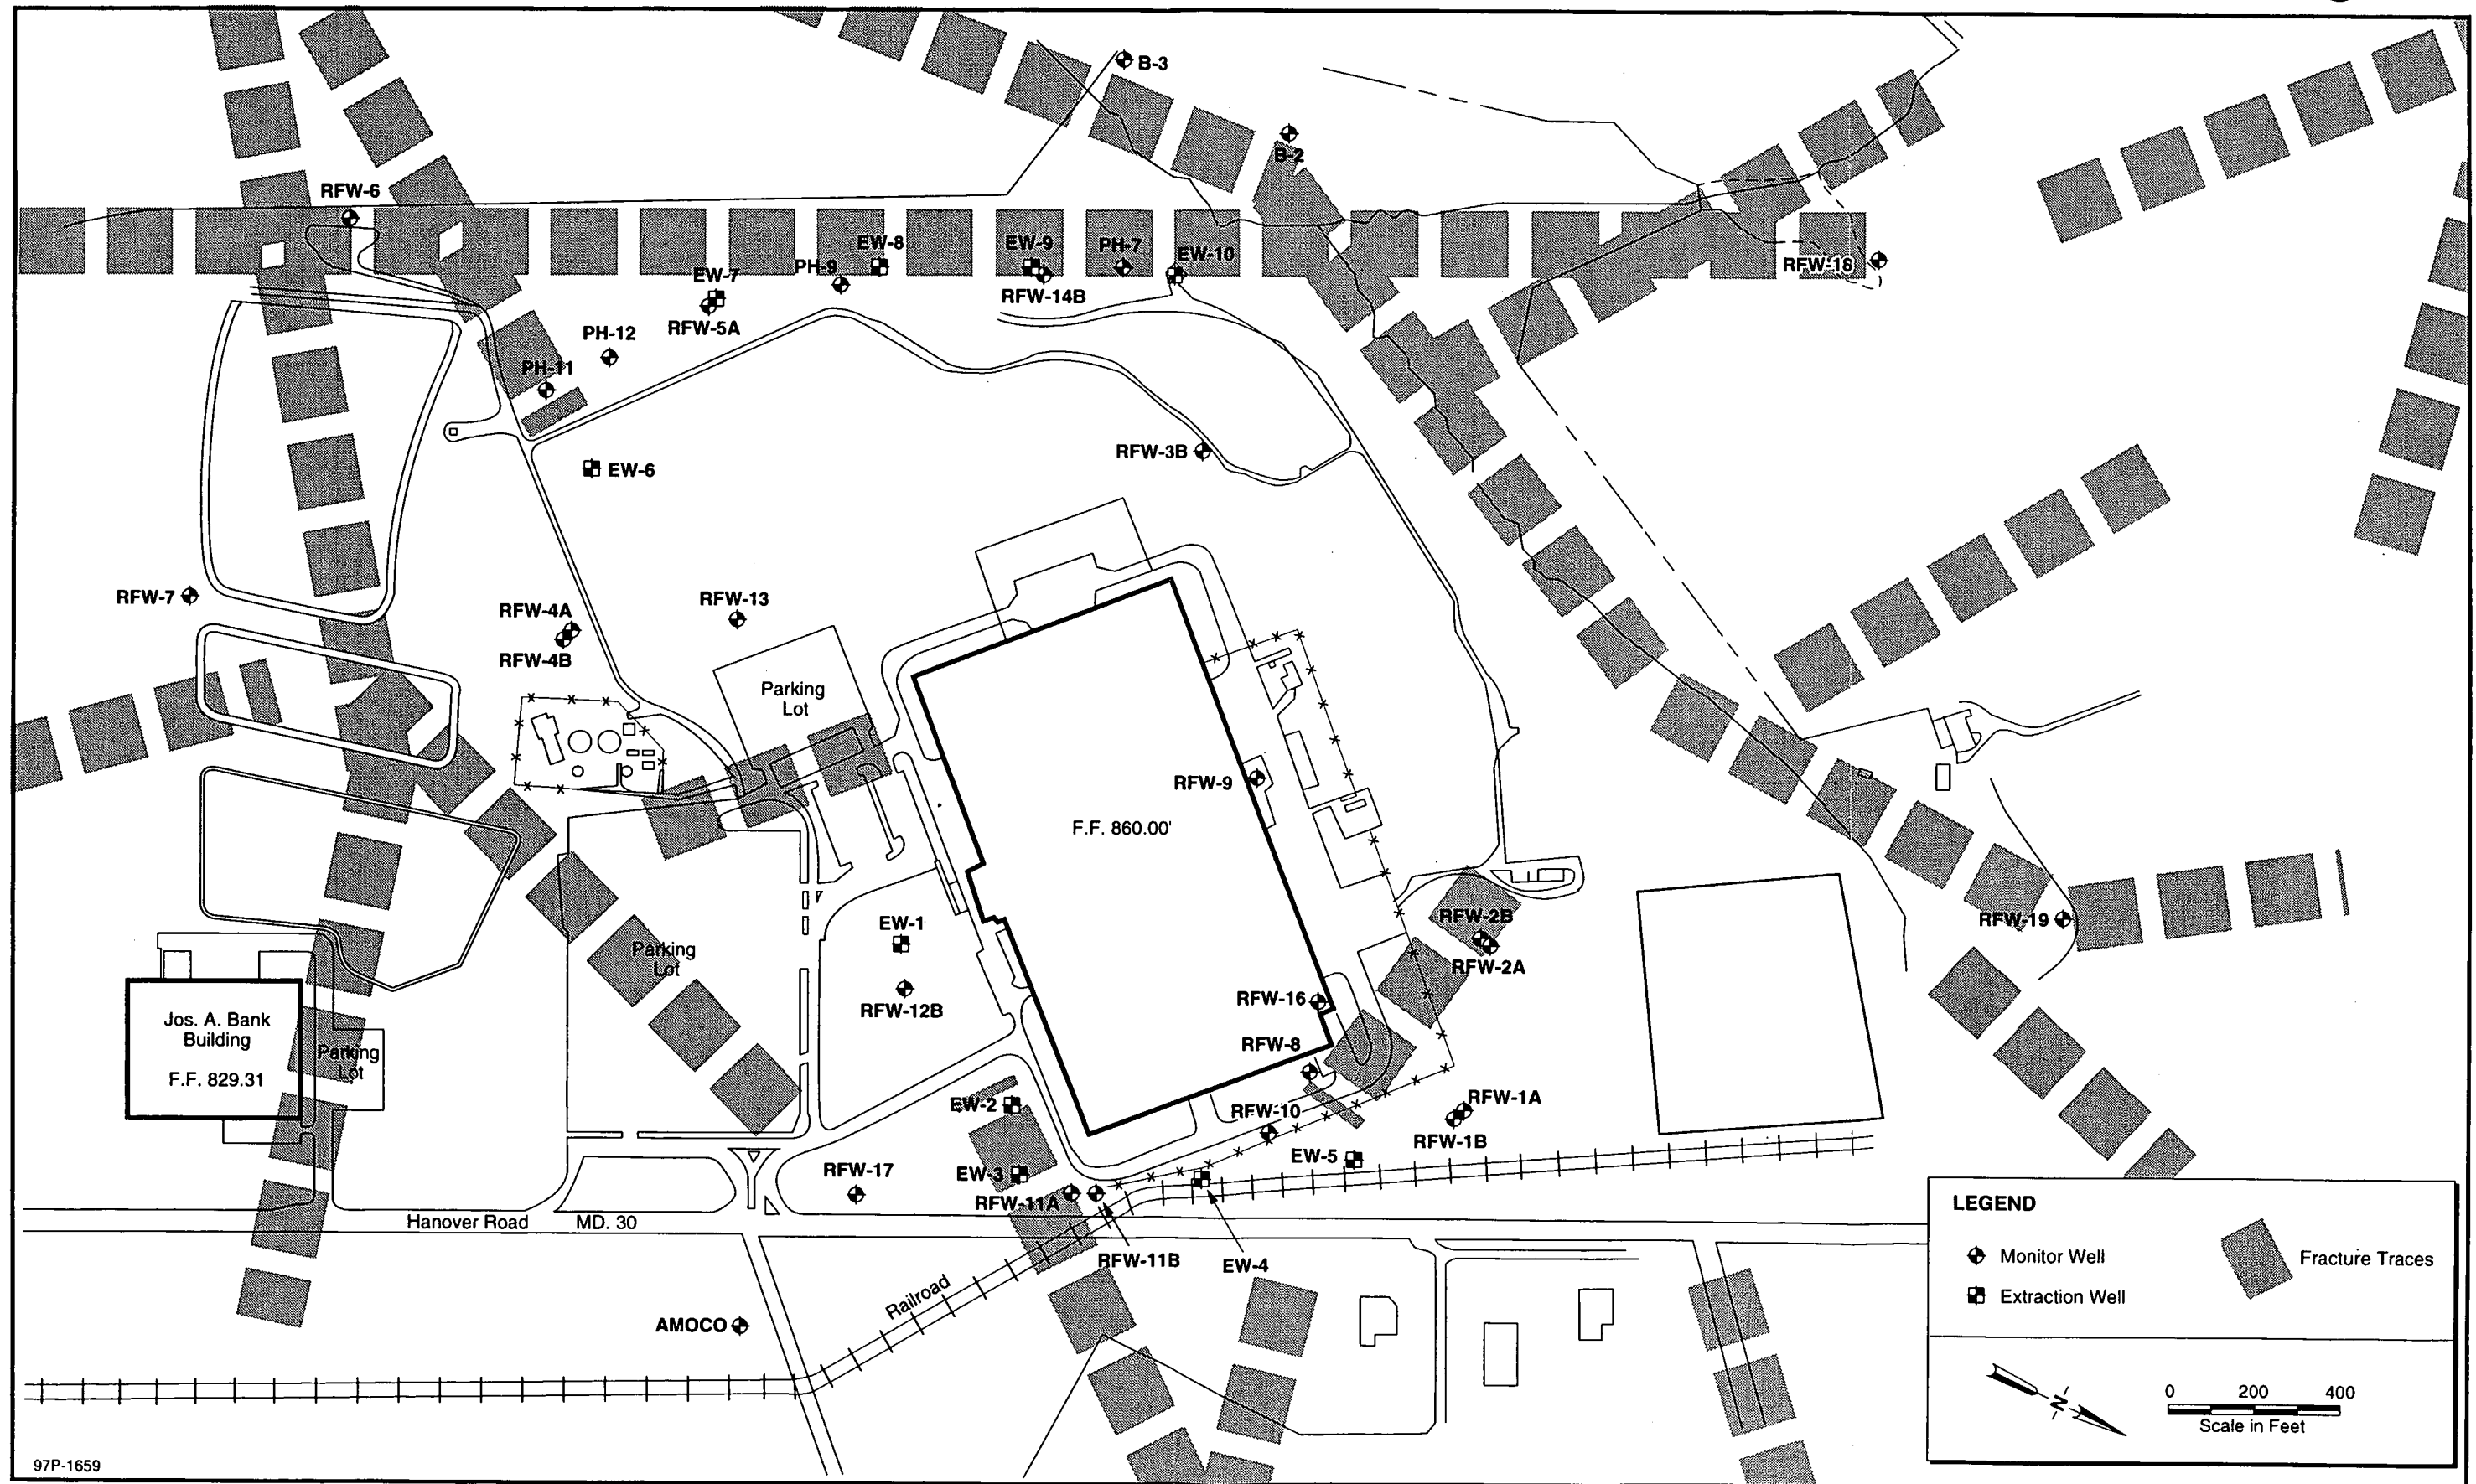 B-3
B-2
RFW-6
EW-8
EW-9
PH-7
EW-10
PH-9
EW-7
RFW-18
RFW-14B
RFW-5A
PH-12
PH-11
RFW-3B
EW-6
RFW-7
RFW-4A
RFW-13
RFW-4B
Parking
Lot
RFW-9
F.F. 860.00'
EW-1
RFW-2B
RFW-19
Parking
Lot
RFW-2A
RFW-12B
RFW-16
Jos. A. Bank
Building
F.F. 829.31
Parking
Lot
RFW-8
EW-2
RFW-10
RFW-1A
RFW-1B
EW-5
RFW-17
EW-3
RFW-11A
Hanover Road MD. 30
RFW-11B
EW-4
Railroad
AMOCO
LEGEND
Monitor Well
Extraction Well
Fracture Traces
N
0 200 400
Scale in Feet
97P-1659